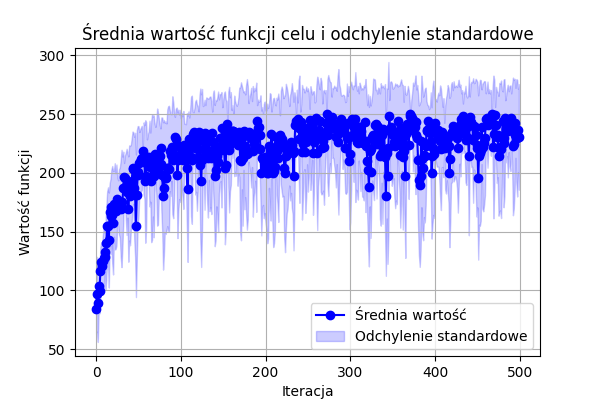 Średnia wartość funkcji celu i odchylenie standardowe
300
250
200
150
100
50
Wartość funkcji
0 100 200 300 400 500
Iteracja
Średnia wartość
Odchylenie standardowe